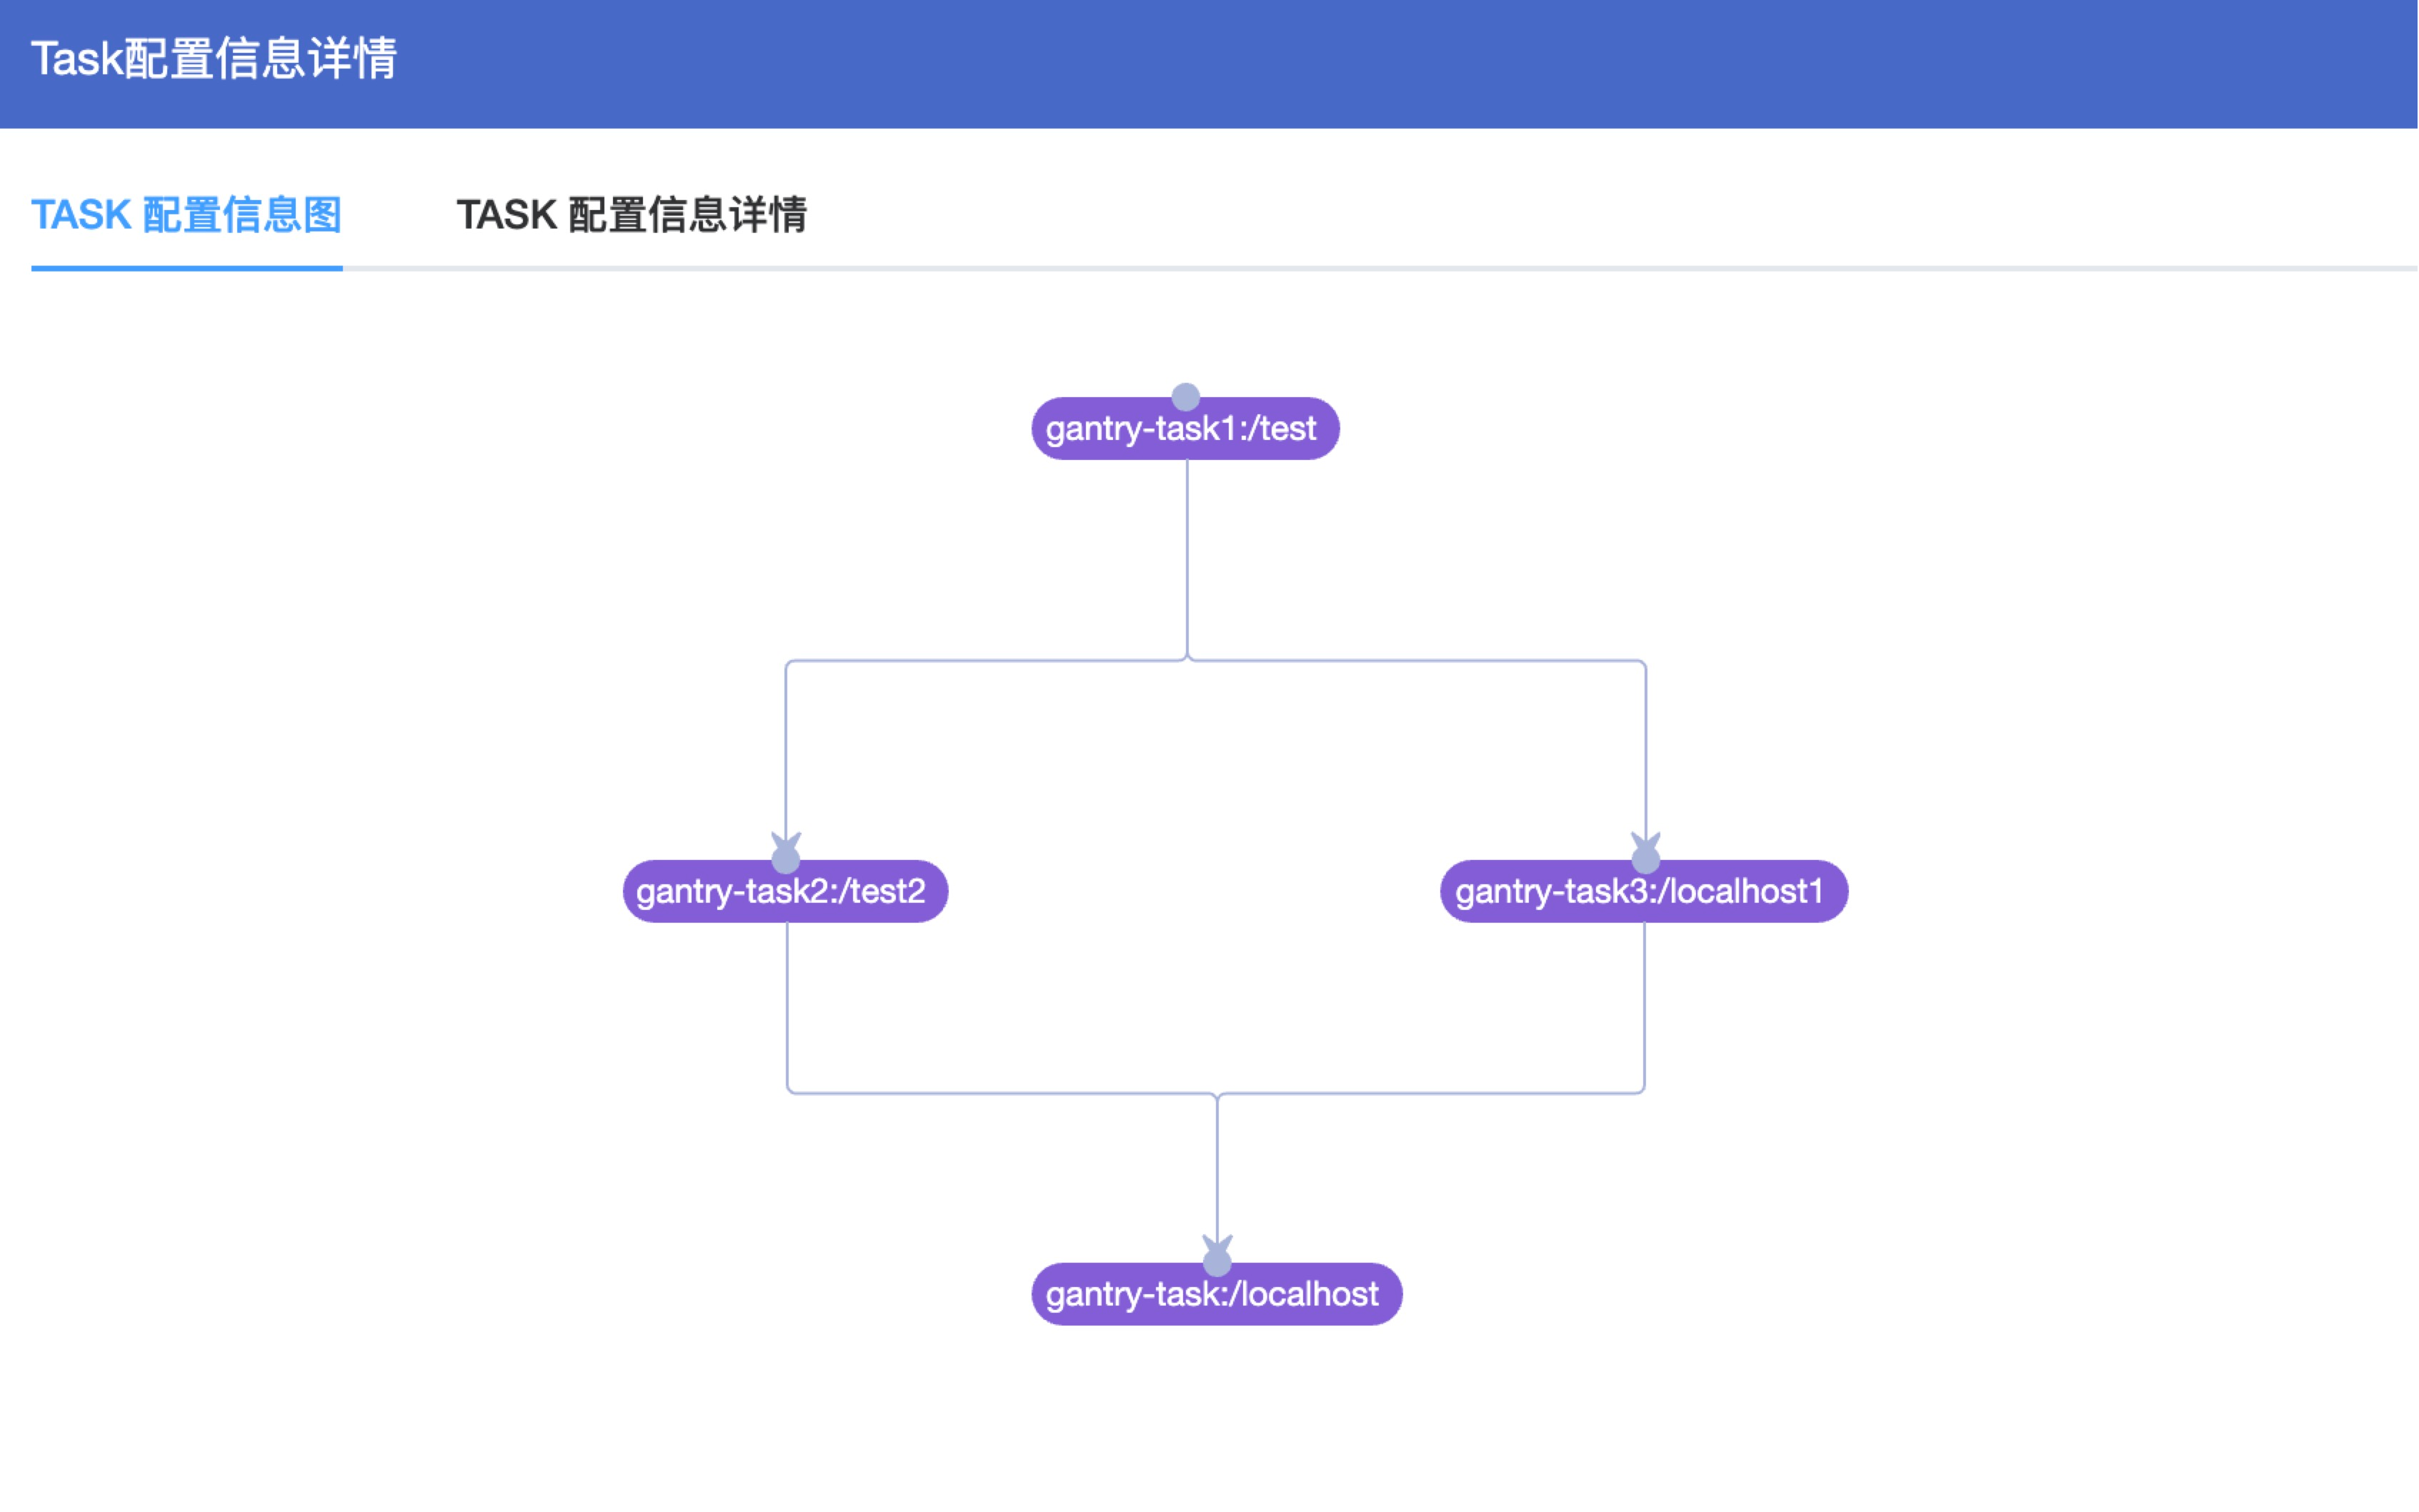 Task配置信息详情
TASK 配置信息图
TASK 配置信息详情
gantry-task1:/test
gantry-task2:/test2
gantry-task3:/localhost1
gantry-task:/localhost